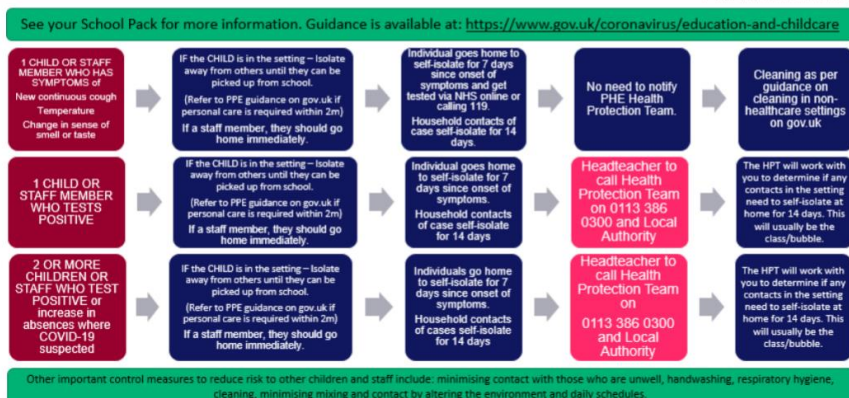 See your School Pack for more information. Guidance is available at: https://www.gov.uk/coronavirus/education-and-childcare
1 CHILD OR STAFF
MEMBER WHO HAS
SYMPTOMS of
New continuous cough
Temperature
Change in sense of
smell or taste
IF the CHILD is in the setting – Isolate
away from others until they can be
picked up from school.
(Refer to PPE guidance on gov.uk if
personal care is required within 2m)
If a staff member, they should go
home immediately.
Individual goes home to
self-isolate for 7 days
since onset of
symptoms and get
tested via NHS online or
calling 119.
Household contacts of
case self-isolate for 14
days.
No need to notify
PHE Health
Protection Team.
Cleaning as per
guidance on
cleaning in non-
healthcare settings
on gov.uk
1 CHILD OR
STAFF MEMBER
WHO TESTS
POSITIVE
IF the CHILD is in the setting – Isolate
away from others until they can be
picked up from school.
(Refer to PPE guidance on gov.uk if
personal care is required within 2m)
If a staff member, they should go
home immediately.
Individual goes home
to self-isolate for 7
days since onset of
symptoms.
Household contacts
of case self-isolate
for 14 days
Headteacher to
call Health
Protection Team
on 0113 386
0300 and Local
Authority
The HPT will work with
you to determine if any
contacts in the setting
need to self-isolate at
home for 14 days. This
will usually be the
class/bubble.
2 OR MORE
CHILDREN OR
STAFF WHO TEST
POSITIVE or
increase in
absences where
COVID-19
suspected
IF the CHILD is in the setting – Isolate
away from others until they can be
picked up from school.
(Refer to PPE guidance on gov.uk if
personal care is required within 2m)
If a staff member, they should go
home immediately.
Individuals go home
to self-isolate for 7
days since onset of
symptoms.
Household contacts
of cases self-isolate
for 14 days
Headteacher to
call Health
Protection Team
on
0113 386 0300
and Local
Authority
The HPT will work with
you to determine if any
contacts in the setting
need to self-isolate at
home for 14 days. This
will usually be the
class/bubble.
Other important control measures to reduce risk to other children and staff include: minimising contact with those who are unwell, handwashing, respiratory hygiene,
cleaning, minimising mixing and contact by altering the environment and daily schedules.